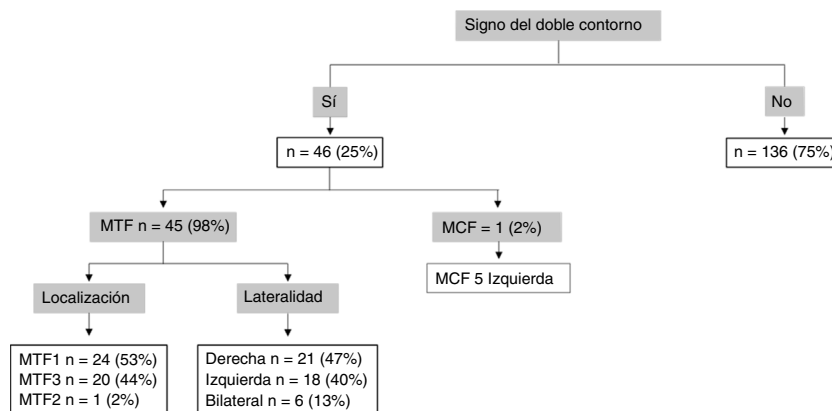 Signo del doble contorno
Sí
No
n = 46 (25%)
n = 136 (75%)
MTF n = 45 (98%)
MCF = 1 (2%)
MCF 5 Izquierda
Localización
Lateralidad
MTF1 n = 24 (53%)
MTF3 n = 20 (44%)
MTF2 n = 1 (2%)
Derecha n = 21 (47%)
Izquierda n = 18 (40%)
Bilateral n = 6 (13%)